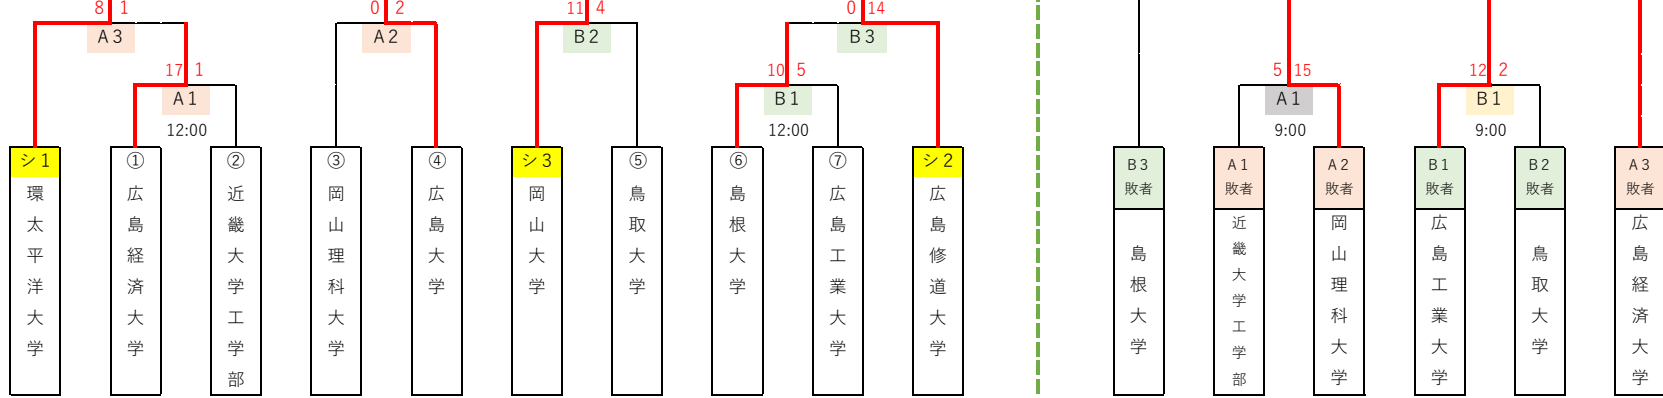 8 1
0 2
11 4
0 14
A3
A2
B2
B3
17 1
10 5
5 15
12 2
A1
B1
A1
B1
12:00
12:00
9:00
9:00
シ1
環太平洋大学
①
広島経済大学
②
近畿大学工学部
③
岡山理科大学
④
広島大学
シ3
岡山大学
⑤
鳥取大学
⑥
島根大学
⑦
広島工業大学
シ2
広島修道大学
B3
敗者
島根大学
A1
敗者
近畿大学工学部
A2
敗者
岡山理科大学
B1
敗者
広島工業大学
B2
敗者
鳥取大学
A3
敗者
広島経済大学